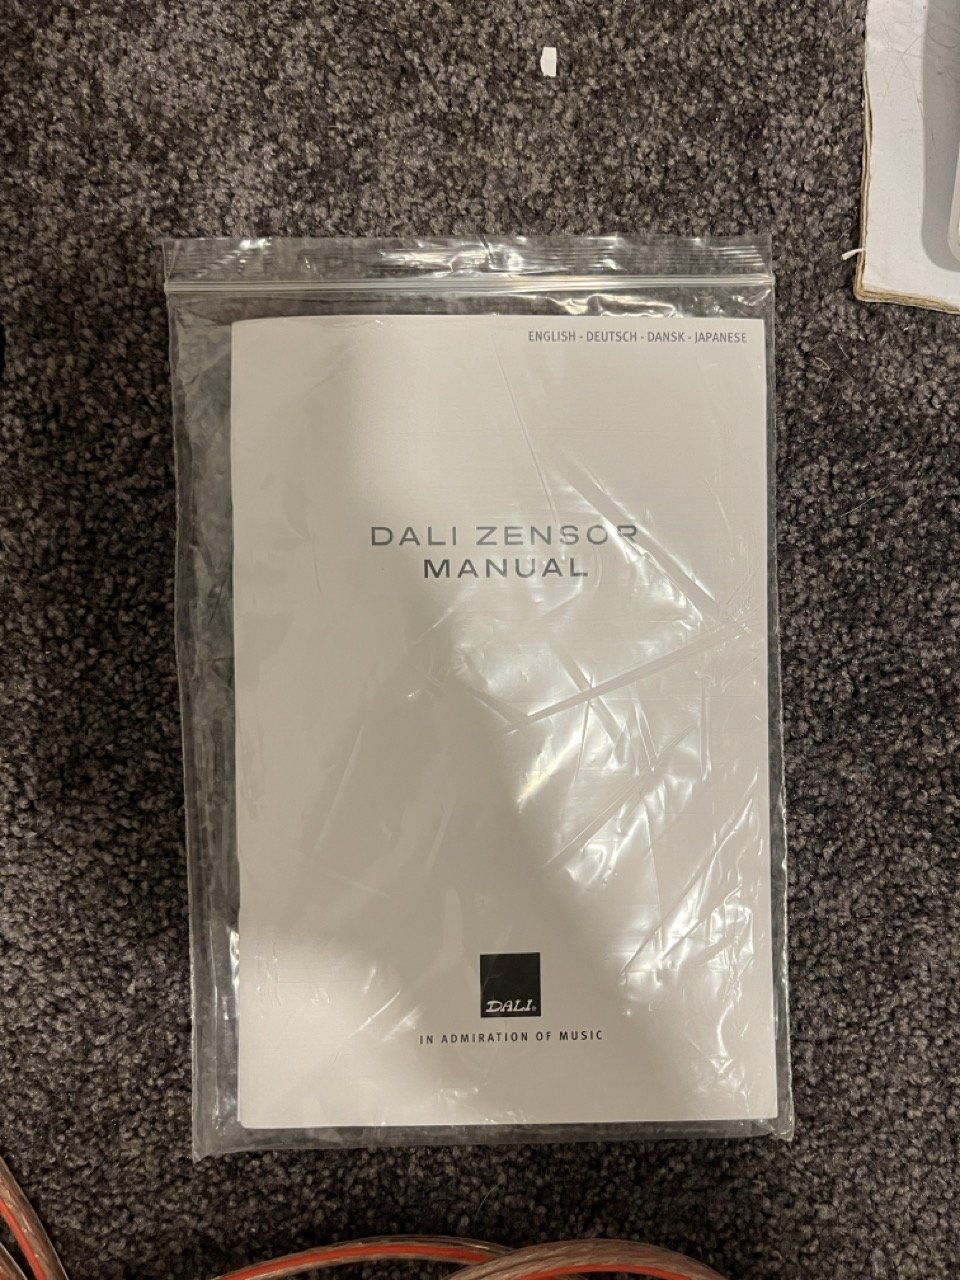 ENGLISH - DEUTSCH - DANSK - JAPANESE
DALI ZENSOR
MANUAL
DALI®
IN ADMIRATION OF MUSIC